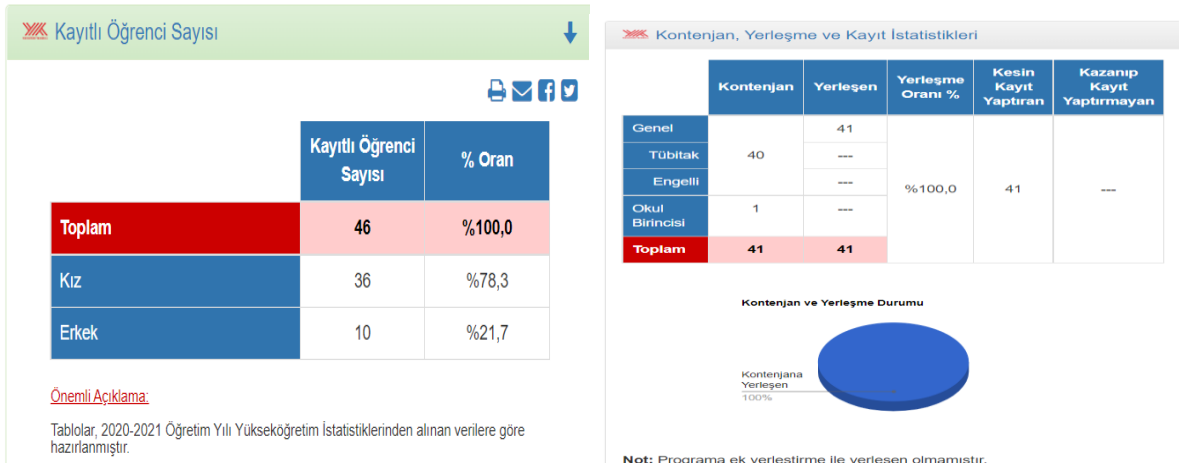 Kayıtlı Öğrenci Sayısı
Kayıtlı Öğrenci Sayısı % Oran
Toplam 46 %100,0
Kız 36 %78,3
Erkek 10 %21,7
Önemli Açıklama:
Tablolar, 2020-2021 Öğretim Yılı Yükseköğretim İstatistiklerinden alınan verilere göre
hazırlanmıştır.
Kontenjan, Yerleşme ve Kayıt İstatistikleri
Kontenjan Yerleşen Yerleşme Oranı % Kesin Kayıt Yaptıran Kazanıp Kayıt Yaptırmayan
Genel 41
Tübitak 40 ---
Engelli ---
%100,0 41 ---
Okul Birincisi 1 ---
Toplam 41 41
Kontenjan ve Yerleşme Durumu
Kontenjana
Yerleşen
100%
Not: Programa ek yerleştirme ile yerleşen olmamıştır.